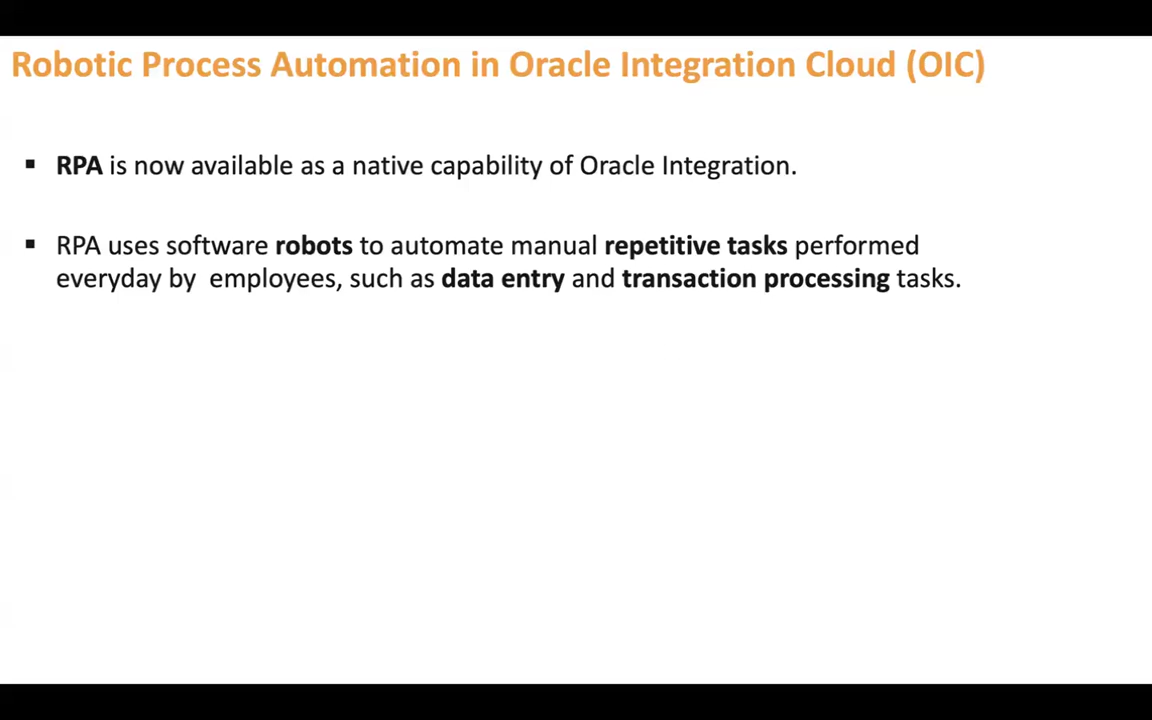 Robotic Process Automation in Oracle Integration Cloud (OIC)
▪ RPA is now available as a native capability of Oracle Integration.
▪ RPA uses software robots to automate manual repetitive tasks performed
everyday by  employees, such as data entry and transaction processing tasks.